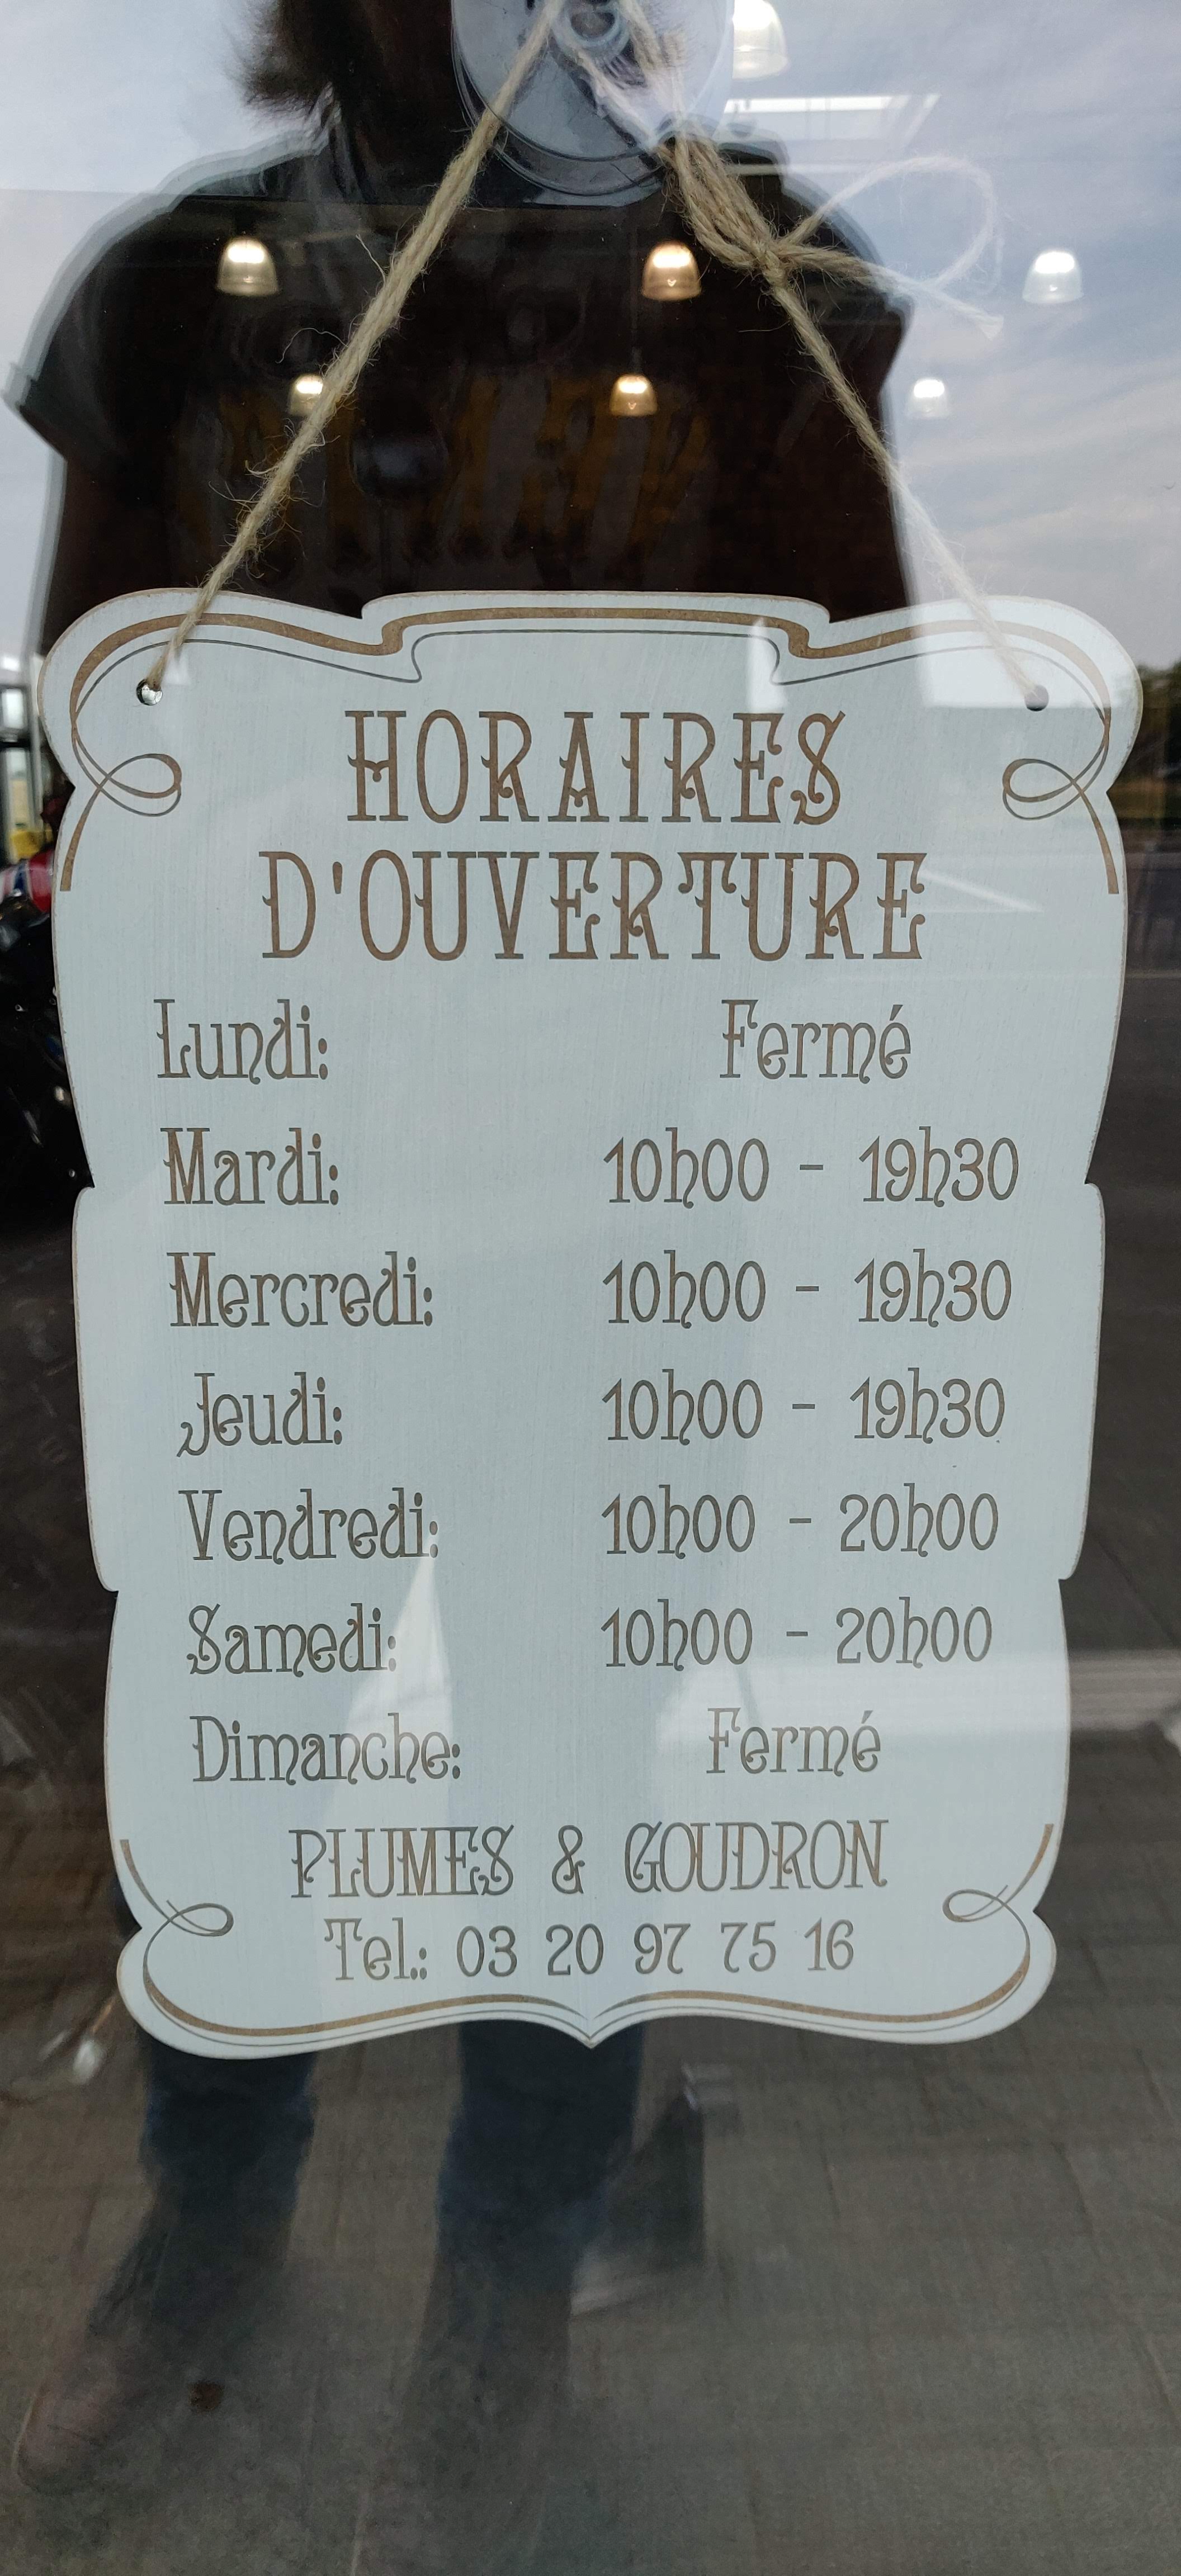 HORAIRES
D'OUVERTURE
Lundi: Fermé
Mardi: 10h00 - 19h30
Mercredi: 10h00 - 19h30
Jeudi: 10h00 - 19h30
Vendredi: 10h00 - 20h00
Samedi: 10h00 - 20h00
Dimanche: Fermé
PLUMES & GOUDRON
Tel.: 03 20 97 75 16